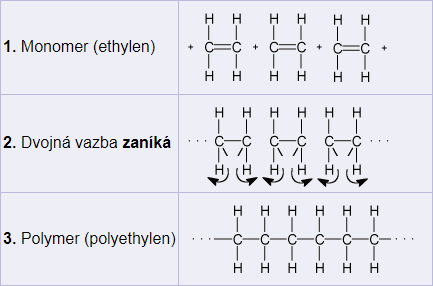 1. Monomer (ethylen)
H H H H H H
+ C=C + C=C + C=C +
H H H H H H
2. Dvojná vazba zaniká
H H H H H H
· · · C—C C—C C—C · · ·
H H H H H H
3. Polymer (polyethylen)
H H H H H H
· · · —C—C—C—C—C—C— · · ·
H H H H H H